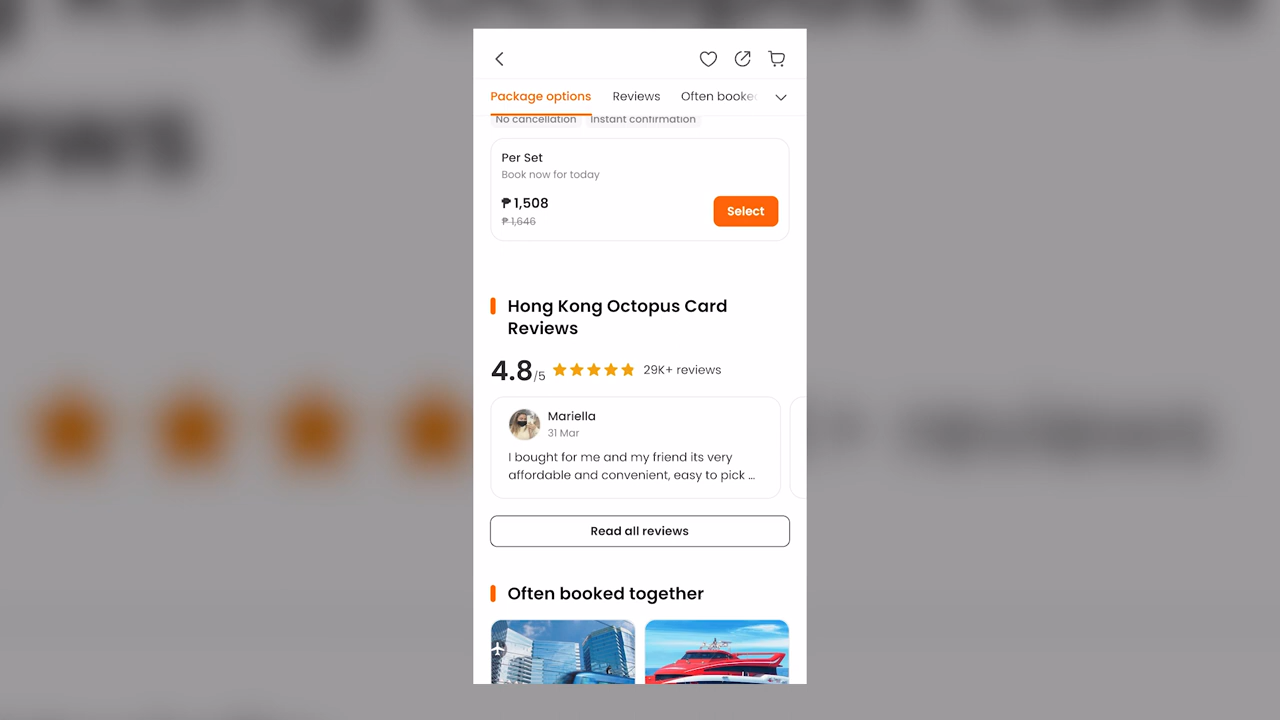 Package options Reviews Often booke
No cancellation Instant confirmation
Per Set
Book now for today
₱ 1,508
₱ 1,646
Select
Hong Kong Octopus Card
Reviews
4.8/5 29K+ reviews
Mariella
31 Mar
I bought for me and my friend its very
affordable and convenient, easy to pick ...
Read all reviews
Often booked together